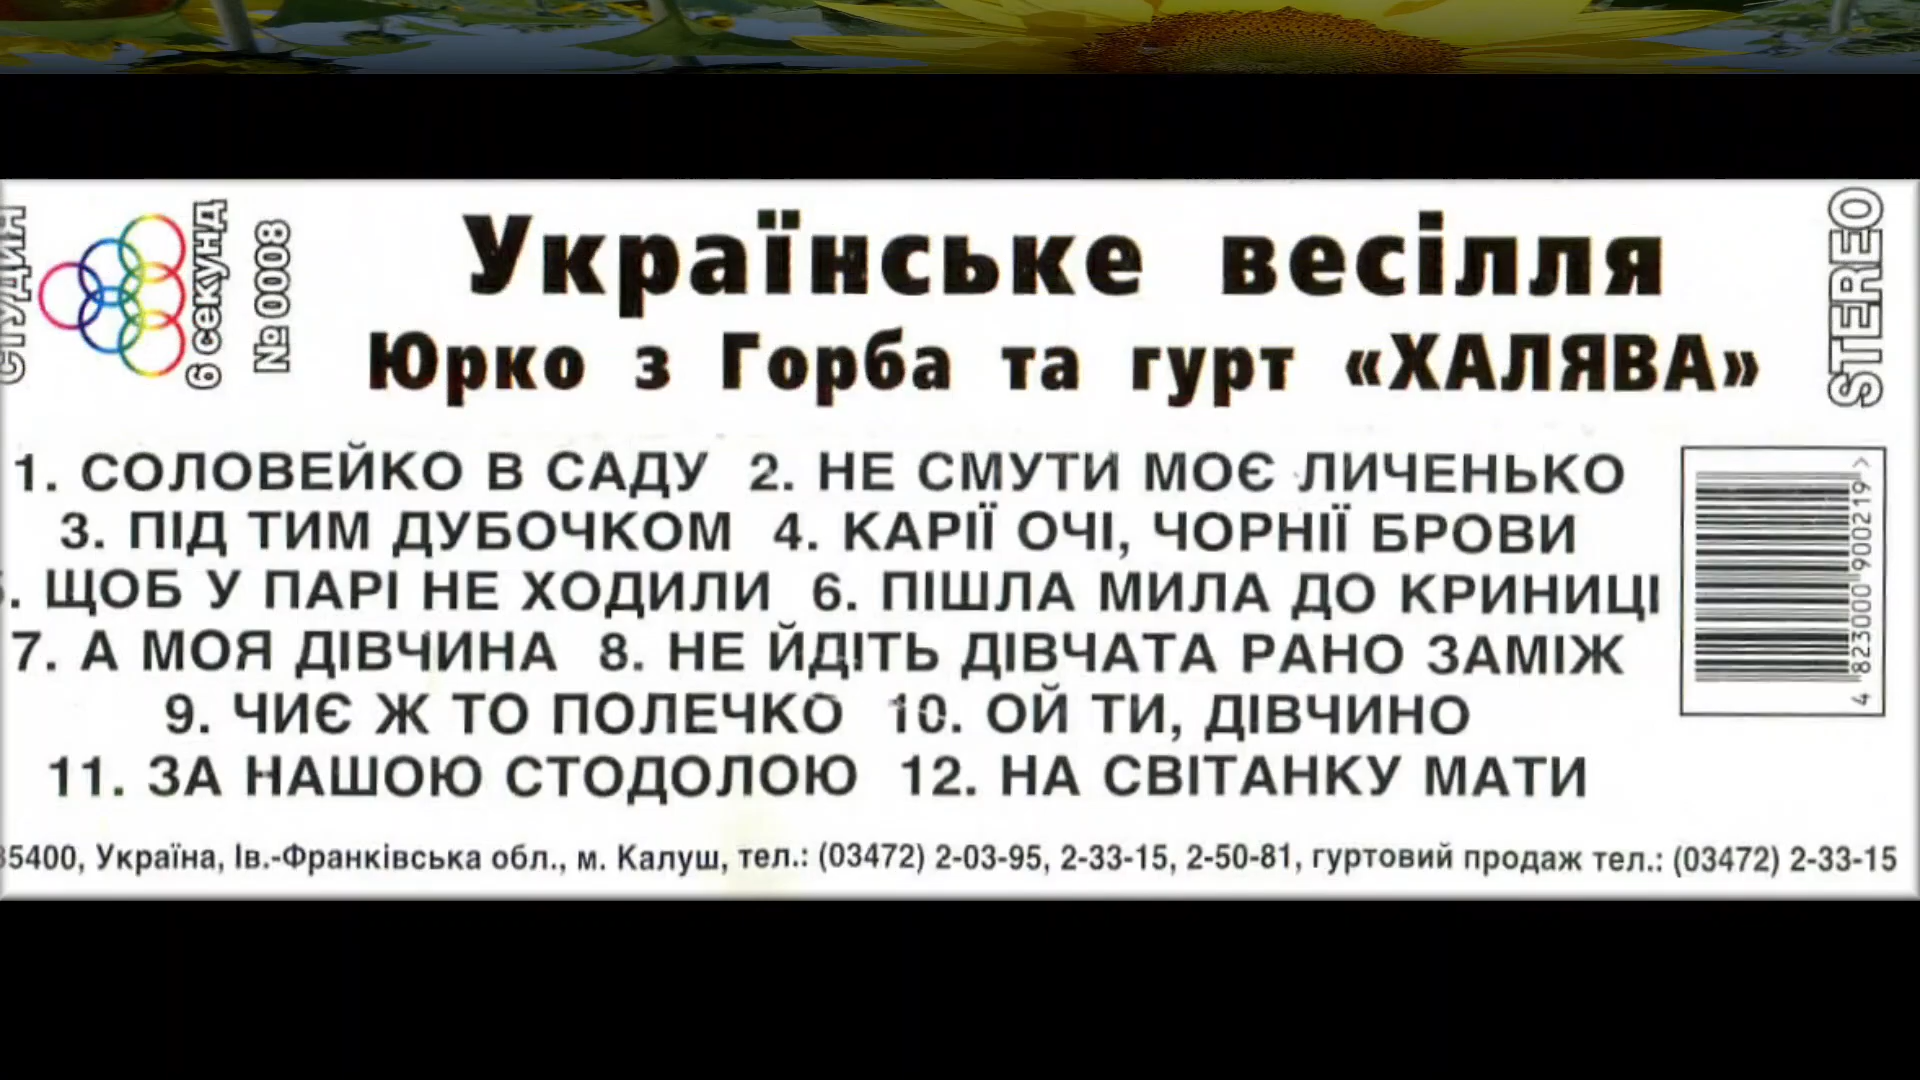 СТУДИЯ
6 секунд
№ 0008
Українське весілля
Юрко з Горба та гурт «ХАЛЯВА»
STEREO
1. СОЛОВЕЙКО В САДУ 2. НЕ СМУТИ МОЄ ЛИЧЕНЬКО
3. ПІД ТИМ ДУБОЧКОМ 4. КАРІЇ ОЧІ, ЧОРНІЇ БРОВИ
. ЩОБ У ПАРІ НЕ ХОДИЛИ 6. ПІШЛА МИЛА ДО КРИНИЦІ
7. А МОЯ ДІВЧИНА 8. НЕ ЙДІТЬ ДІВЧАТА РАНО ЗАМІЖ
9. ЧИЄ Ж ТО ПОЛЕЧКО 10. ОЙ ТИ, ДІВЧИНО
11. ЗА НАШОЮ СТОДОЛОЮ 12. НА СВІТАНКУ МАТИ
4 823000 900219 >
5400, Україна, Ів.-Франківська обл., м. Калуш, тел.: (03472) 2-03-95, 2-33-15, 2-50-81, гуртовий продаж тел.: (03472) 2-33-15